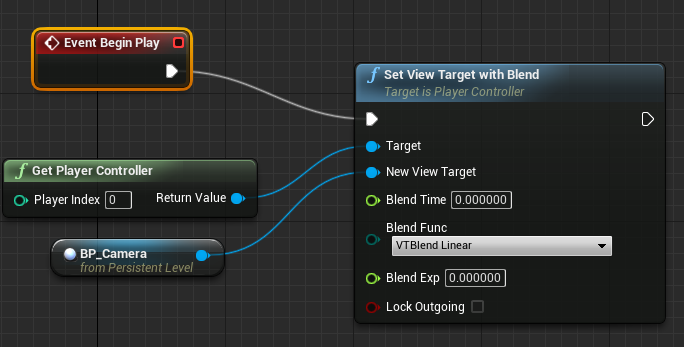 Event Begin Play
Set View Target with Blend
Target is Player Controller
Target
Get Player Controller
New View Target
Player Index 0 Return Value
Blend Time 0.000000
Blend Func
VTBlend Linear
BP_Camera
from Persistent Level
Blend Exp 0.000000
Lock Outgoing